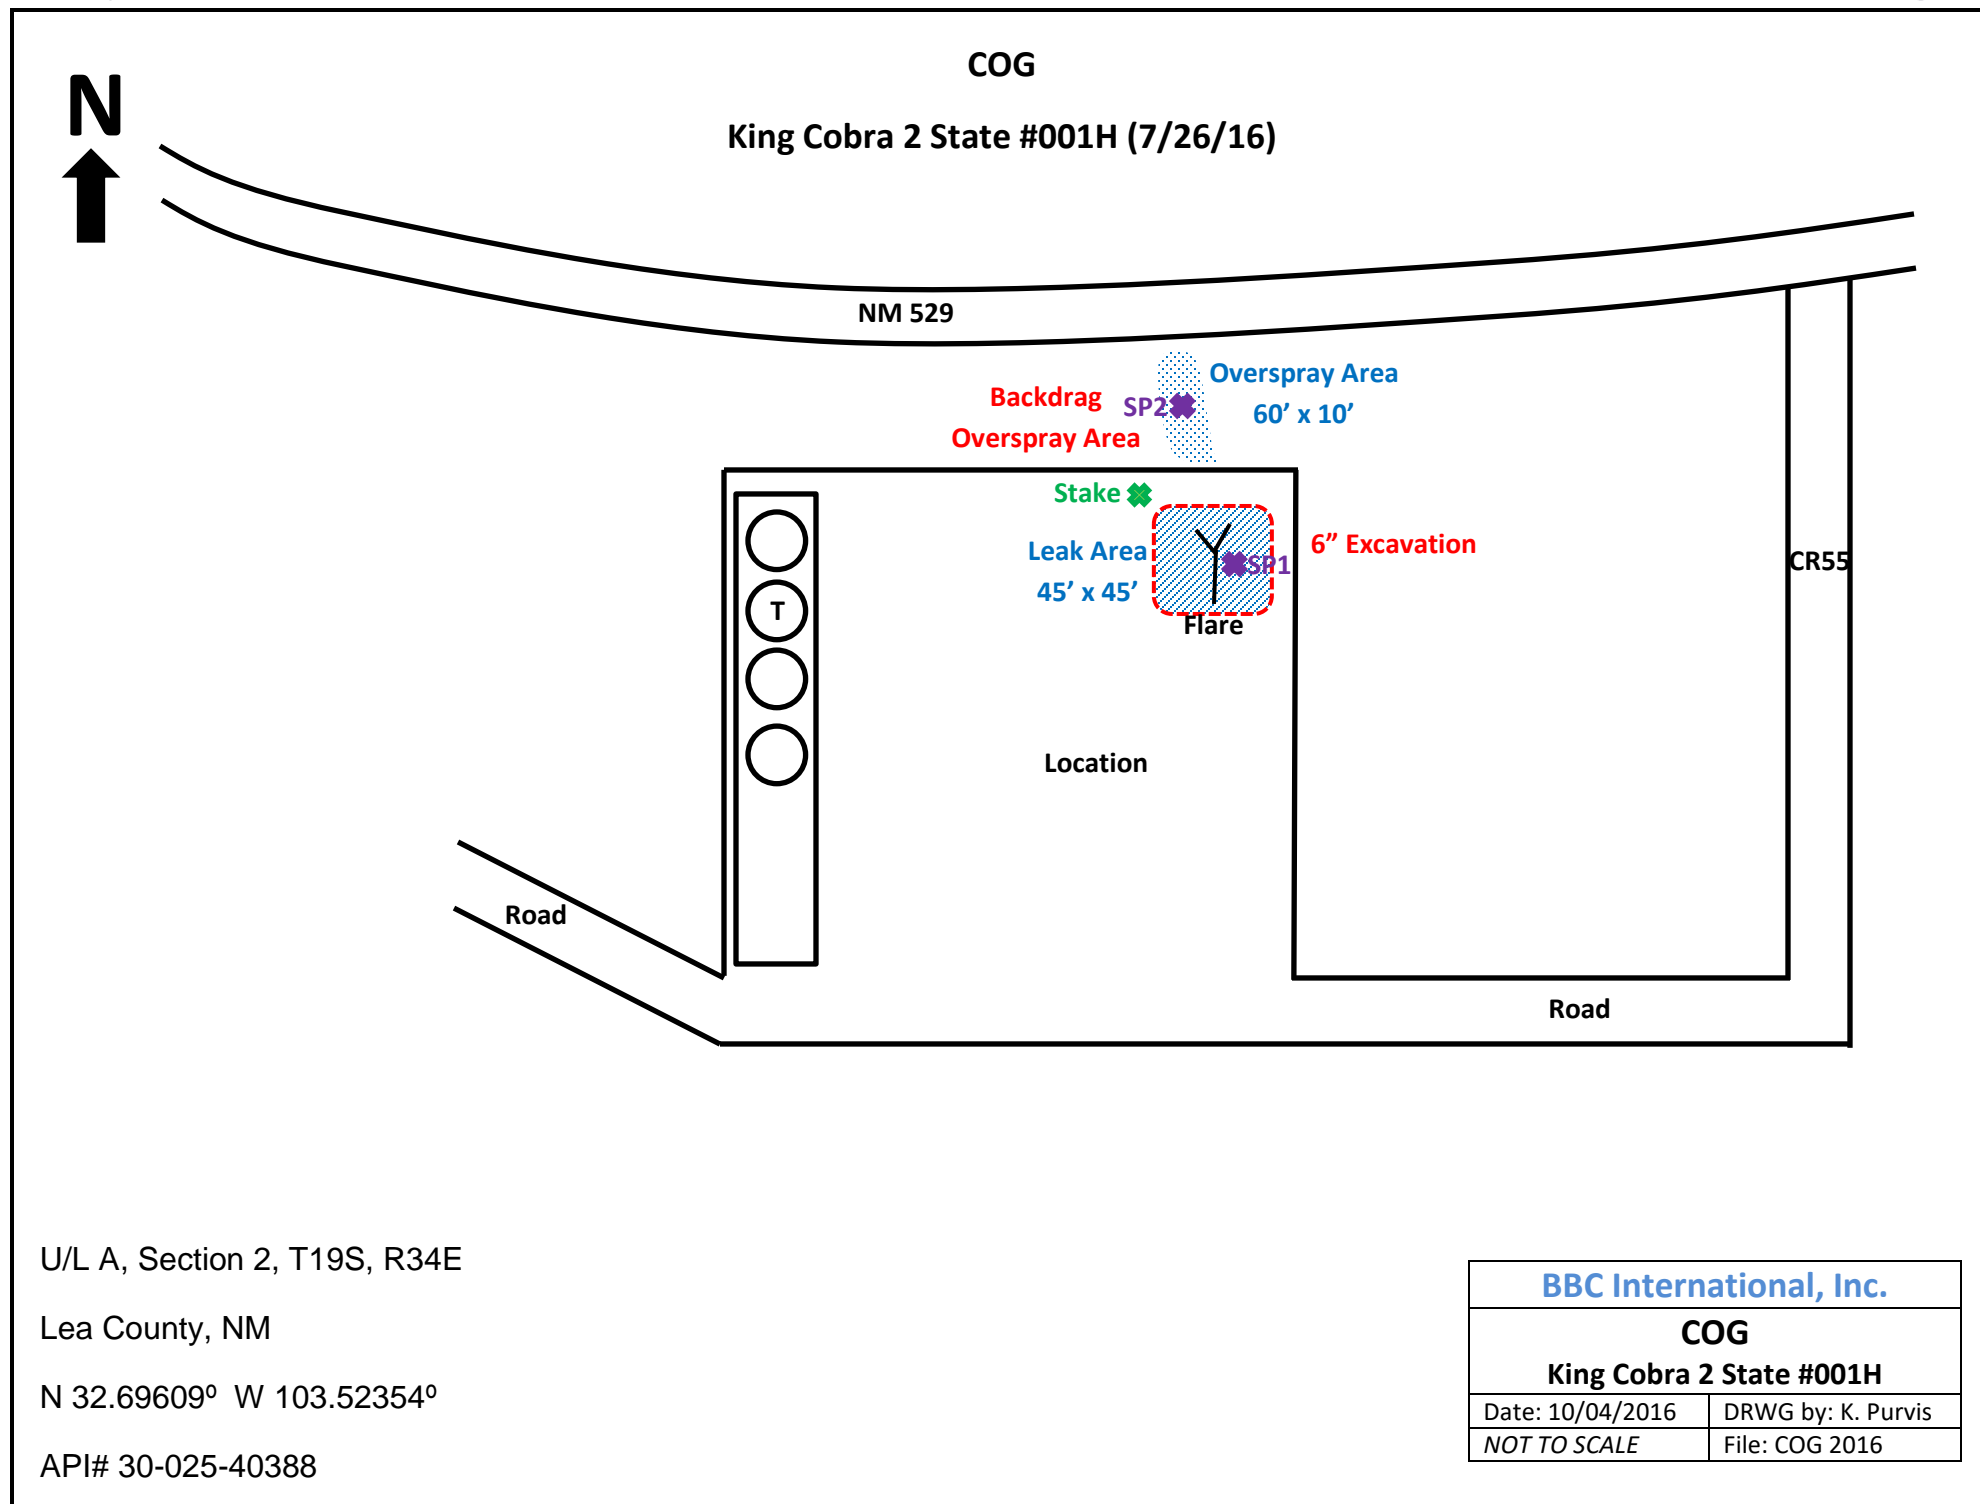 COG
N
King Cobra 2 State #001H (7/26/16)
NM 529
Overspray Area
60’ x 10’
Backdrag
Overspray Area
SP2
Stake
Leak Area
45’ x 45’
SP1
6” Excavation
Flare
CR55
T
Location
Road
Road
U/L A, Section 2, T19S, R34E
Lea County, NM
N 32.69609º  W 103.52354º
API# 30-025-40388
BBC International, Inc.
COG
King Cobra 2 State #001H
Date: 10/04/2016
DRWG by: K. Purvis
NOT TO SCALE
File: COG 2016